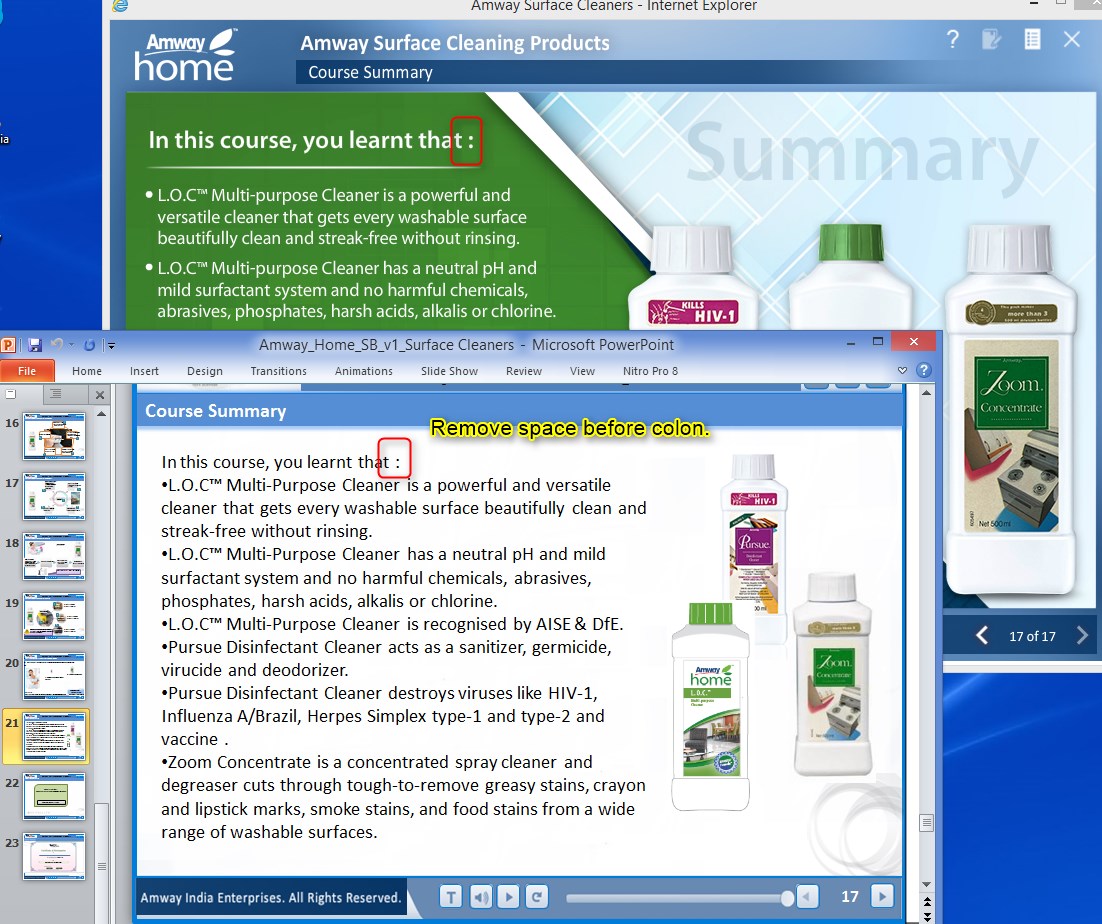 Amway Surface Cleaners - Internet Explorer
Amway
home
Amway Surface Cleaning Products
Course Summary
?
ia
In this course, you learnt that :
Summary
• L.O.C™ Multi-purpose Cleaner is a powerful and
versatile cleaner that gets every washable surface
beautifully clean and streak-free without rinsing.
• L.O.C™ Multi-purpose Cleaner has a neutral pH and
mild surfactant system and no harmful chemicals,
abrasives, phosphates, harsh acids, alkalis or chlorine.
KILLS
HIV-1
more than 3
Zoom.
Concentrate
Net 500ml
17 of 17
Amway_Home_SB_v1_Surface Cleaners - Microsoft PowerPoint
File Home Insert Design Transitions Animations Slide Show Review View Nitro Pro 8
16
17
18
19
20
21
22
23
Course Summary
Remove space before colon.
In this course, you learnt that :
•L.O.C™ Multi-Purpose Cleaner is a powerful and versatile
cleaner that gets every washable surface beautifully clean and
streak-free without rinsing.
•L.O.C™ Multi-Purpose Cleaner has a neutral pH and mild
surfactant system and no harmful chemicals, abrasives,
phosphates, harsh acids, alkalis or chlorine.
•L.O.C™ Multi-Purpose Cleaner is recognised by AISE & DfE.
•Pursue Disinfectant Cleaner acts as a sanitizer, germicide,
virucide and deodorizer.
•Pursue Disinfectant Cleaner destroys viruses like HIV-1,
Influenza A/Brazil, Herpes Simplex type-1 and type-2 and
vaccine .
•Zoom Concentrate is a concentrated spray cleaner and
degreaser cuts through tough-to-remove greasy stains, crayon
and lipstick marks, smoke stains, and food stains from a wide
range of washable surfaces.
KILLS
HIV-1
Pursue.
Amway
home
L.O.C.™
Zoom.
Concentrate
Amway India Enterprises. All Rights Reserved.
T
17